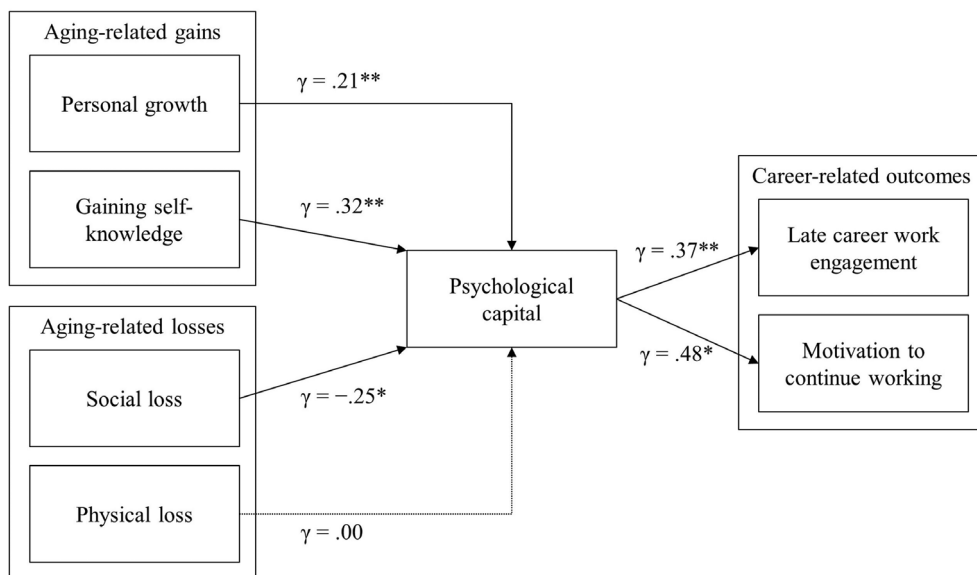 Aging-related gains
Personal growth
γ = .21**
Gaining self-
knowledge
γ = .32**
Aging-related losses
Social loss
γ = −.25*
Physical loss
γ = .00
Psychological
capital
γ = .37**
γ = .48*
Career-related outcomes
Late career work
engagement
Motivation to
continue working